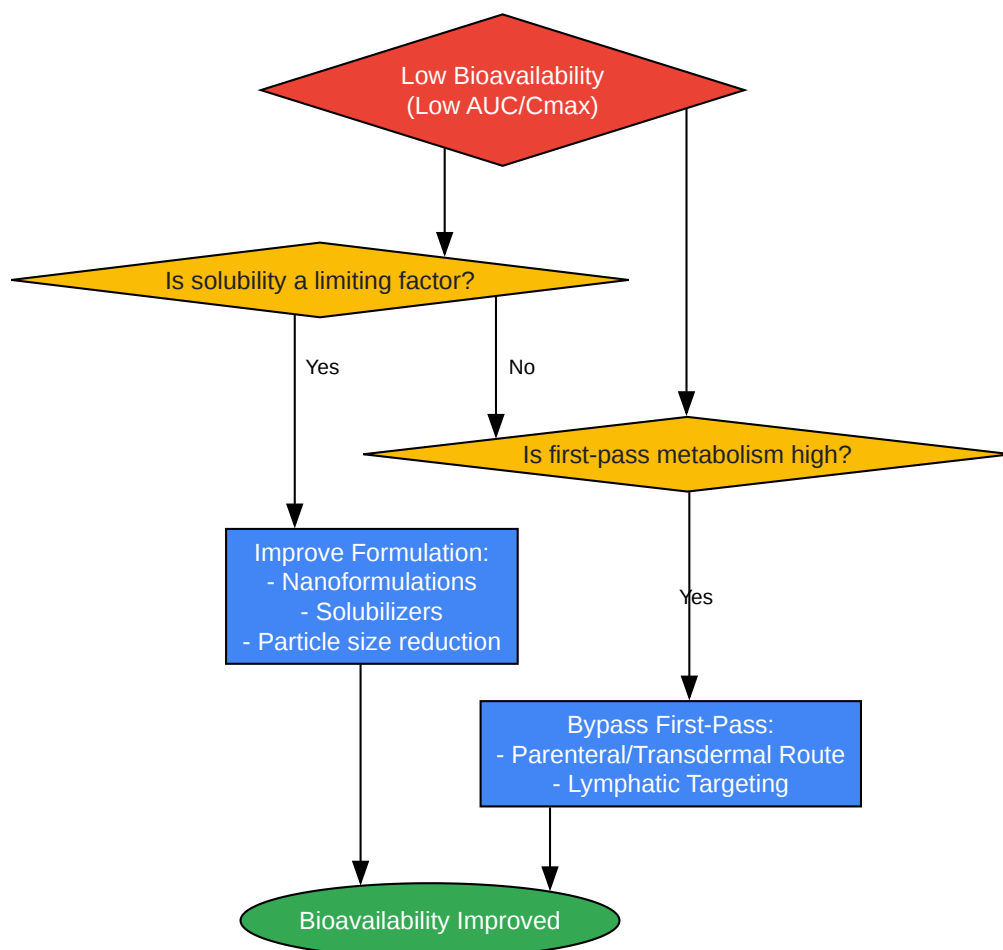 Low Bioavailability
(Low AUC/Cmax)
Is solubility a limiting factor?
Yes
No
Is first-pass metabolism high?
Improve Formulation:
- Nanoformulations
- Solubilizers
- Particle size reduction
Yes
Bypass First-Pass:
- Parenteral/Transdermal Route
- Lymphatic Targeting
Bioavailability Improved